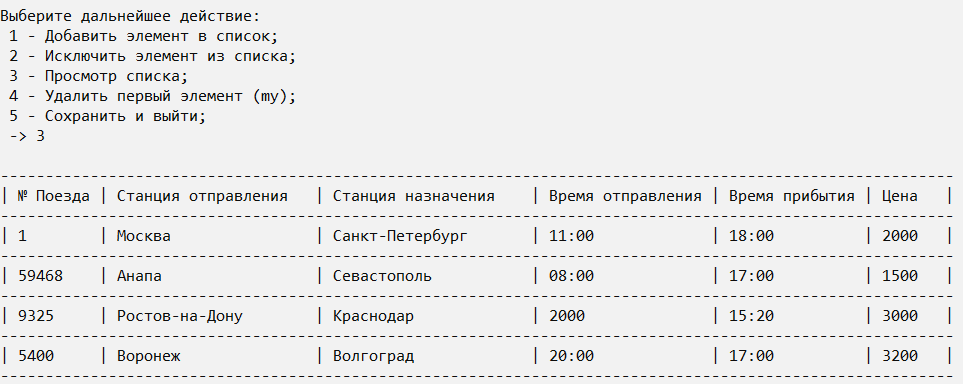 Выберите дальнейшее действие:
1 - Добавить элемент в список;
2 - Исключить элемент из списка;
3 - Просмотр списка;
4 - Удалить первый элемент (my);
5 - Сохранить и выйти;
-> 3
| № Поезда | Станция отправления | Станция назначения | Время отправления | Время прибытия | Цена |
| 1 | Москва | Санкт-Петербург | 11:00 | 18:00 | 2000 |
| 59468 | Анапа | Севастополь | 08:00 | 17:00 | 1500 |
| 9325 | Ростов-на-Дону | Краснодар | 2000 | 15:20 | 3000 |
| 5400 | Воронеж | Волгоград | 20:00 | 17:00 | 3200 |